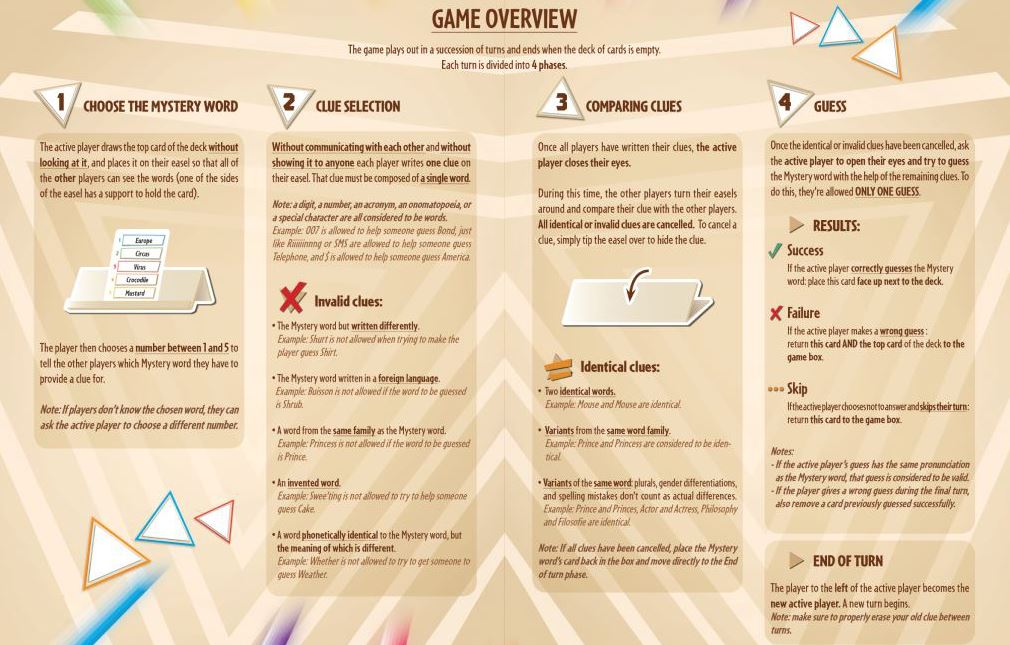 GAME OVERVIEW
The game plays out in a succession of turns and ends when the deck of cards is empty.
Each turn is divided into 4 phases.
1 CHOOSE THE MYSTERY WORD
The active player draws the top card of the deck without
looking at it, and places it on their easel so that all of
the other players can see the words (one of the sides
of the easel has a support to hold the card).
1 Europe
2 Circus
3 Virus
4 Crocodile
5 Mustard
The player then chooses a number between 1 and 5 to
tell the other players which Mystery word they have to
provide a clue for.
Note: If players don't know the chosen word, they can
ask the active player to choose a different number.
2 CLUE SELECTION
Without communicating with each other and without
showing it to anyone each player writes one clue on
their easel. That clue must be composed of a single word.
Note: a digit, a number, an acronym, an onomatopoeia, or
a special character are all considered to be words.
Example: 007 is allowed to help someone guess Bond, just
like Riiiiinnng or SMS are allowed to help someone guess
Telephone, and $ is allowed to help someone guess America.
Invalid clues:
• The Mystery word but written differently.
Example: Shurt is not allowed when trying to make the
player guess Shirt.
• The Mystery word written in a foreign language.
Example: Buisson is not allowed if the word to be guessed
is Shrub.
• A word from the same family as the Mystery word.
Example: Princess is not allowed if the word to be guessed
is Prince.
• An invented word.
Example: Swee'ting is not allowed to try to help someone
guess Cake.
• A word phonetically identical to the Mystery word, but
the meaning of which is different.
Example: Whether is not allowed to try to get someone to
guess Weather.
3 COMPARING CLUES
Once all players have written their clues, the active
player closes their eyes.
During this time, the other players turn their easels
around and compare their clue with the other players.
All identical or invalid clues are cancelled. To cancel a
clue, simply tip the easel over to hide the clue.
Identical clues:
• Two identical words.
Example: Mouse and Mouse are identical.
• Variants from the same word family.
Example: Prince and Princess are considered to be iden-
tical.
• Variants of the same word: plurals, gender differentiations,
and spelling mistakes don't count as actual differences.
Example: Prince and Princes, Actor and Actress, Philosophy
and Filosofie are identical.
Note: If all clues have been cancelled, place the Mystery
word's card back in the box and move directly to the End
of turn phase.
4 GUESS
Once the identical or invalid clues have been cancelled, ask
the active player to open their eyes and try to guess
the Mystery word with the help of the remaining clues. To
do this, they're allowed ONLY ONE GUESS.
RESULTS:
Success
If the active player correctly guesses the Mystery
word: place this card face up next to the deck.
Failure
If the active player makes a wrong guess :
return this card AND the top card of the deck to the
game box.
Skip
If the active player chooses not to answer and skips their turn:
return this card to the game box.
Notes:
- If the active player's guess has the same pronunciation
as the Mystery word, that guess is considered to be valid.
- If the player gives a wrong guess during the final turn,
also remove a card previously guessed successfully.
END OF TURN
The player to the left of the active player becomes the
new active player. A new turn begins.
Note: make sure to properly erase your old clue between
turns.